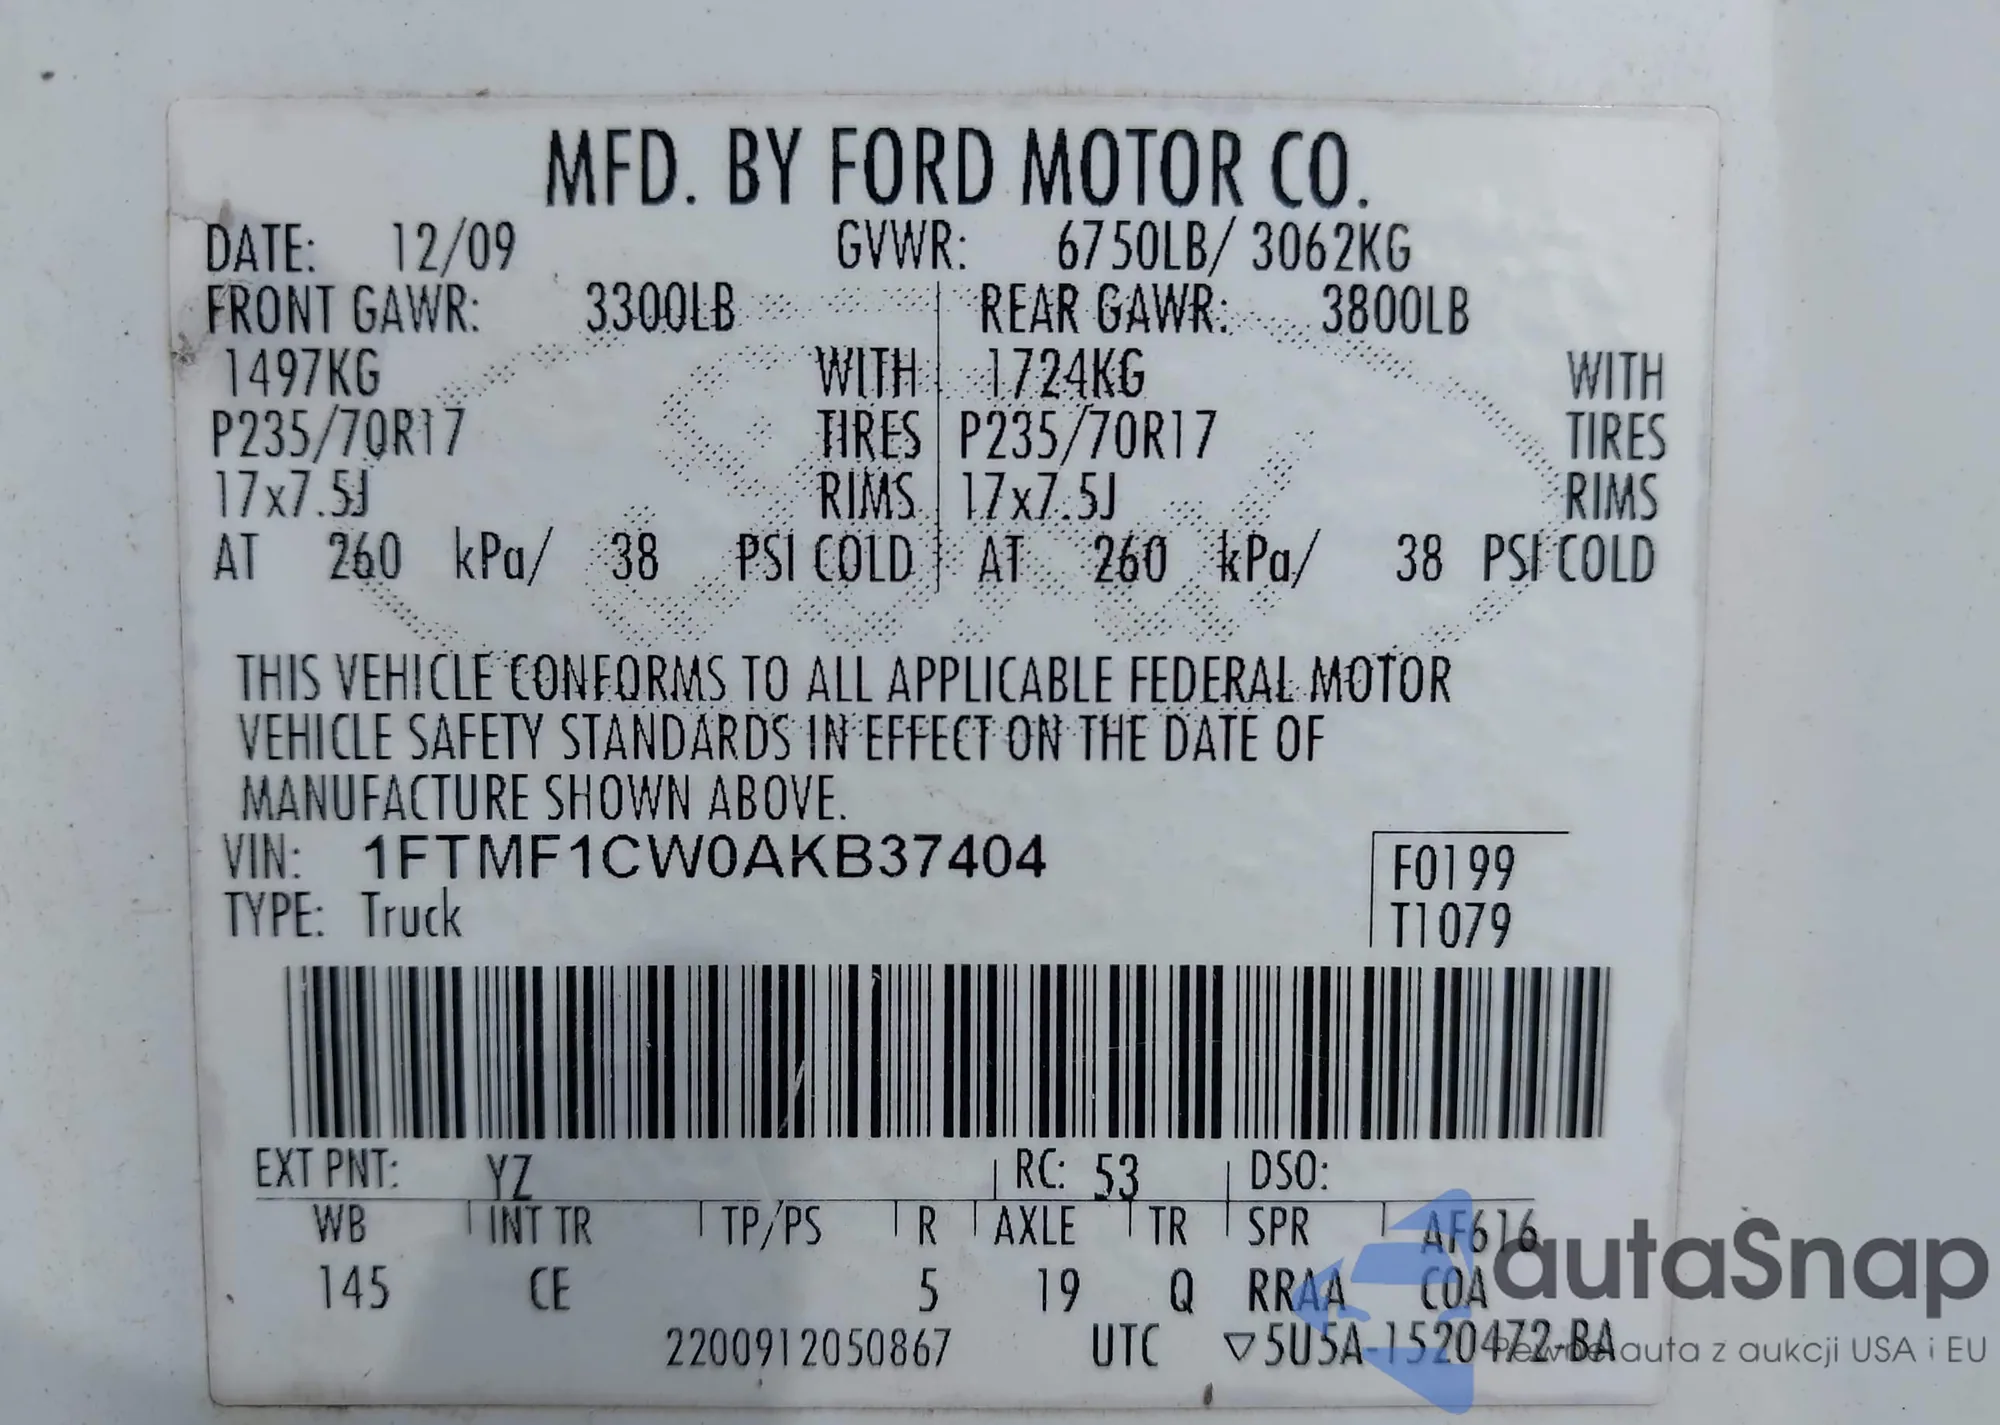 MFD. BY FORD MOTOR CO.
DATE: 12/09 GVWR: 6750LB/ 3062KG
FRONT GAWR: 3300LB REAR GAWR: 3800LB
1497KG WITH 1724KG WITH
P235/70R17 TIRES P235/70R17 TIRES
17x7.5J RIMS 17x7.5J RIMS
AT 260 kPa/ 38 PSI COLD AT 260 kPa/ 38 PSI COLD
THIS VEHICLE CONFORMS TO ALL APPLICABLE FEDERAL MOTOR
VEHICLE SAFETY STANDARDS IN EFFECT ON THE DATE OF
MANUFACTURE SHOWN ABOVE.
VIN: 1FTMF1CW0AKB37404
F0199
TYPE: Truck
T1079
EXT PNT: YZ RC: 53 DSO:
WB INT TR TP/PS R AXLE TR SPR AF616
145 CE 5 19 Q RRAA COA
2200912050867 UTC ▽5U5A-1520472-BA
autaSnap
Pewne auta z aukcji USA i EU